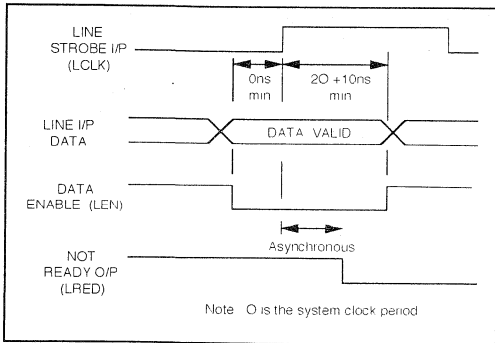 LINE
STROBE I/P
(LCLK)
0ns
min
2O +10ns
min
LINE I/P
DATA
DATA VALID
DATA
ENABLE (LEN)
Asynchronous
NOT
READY O/P
(LRED)
Note O is the system clock period